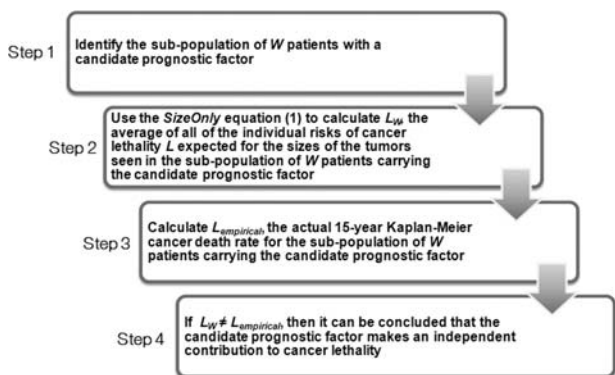 Step 1
Identify the sub-population of W patients with a
candidate prognostic factor
Step 2
Use the SizeOnly equation (1) to calculate L_W, the
average of all of the individual risks of cancer
lethality L expected for the sizes of the tumors
seen in the sub-population of W patients carrying
the candidate prognostic factor
Step 3
Calculate L_empirical, the actual 15-year Kaplan-Meier
cancer death rate for the sub-population of W
patients carrying the candidate prognostic factor
Step 4
If L_W ≠ L_empirical, then it can be concluded that the
candidate prognostic factor makes an independent
contribution to cancer lethality